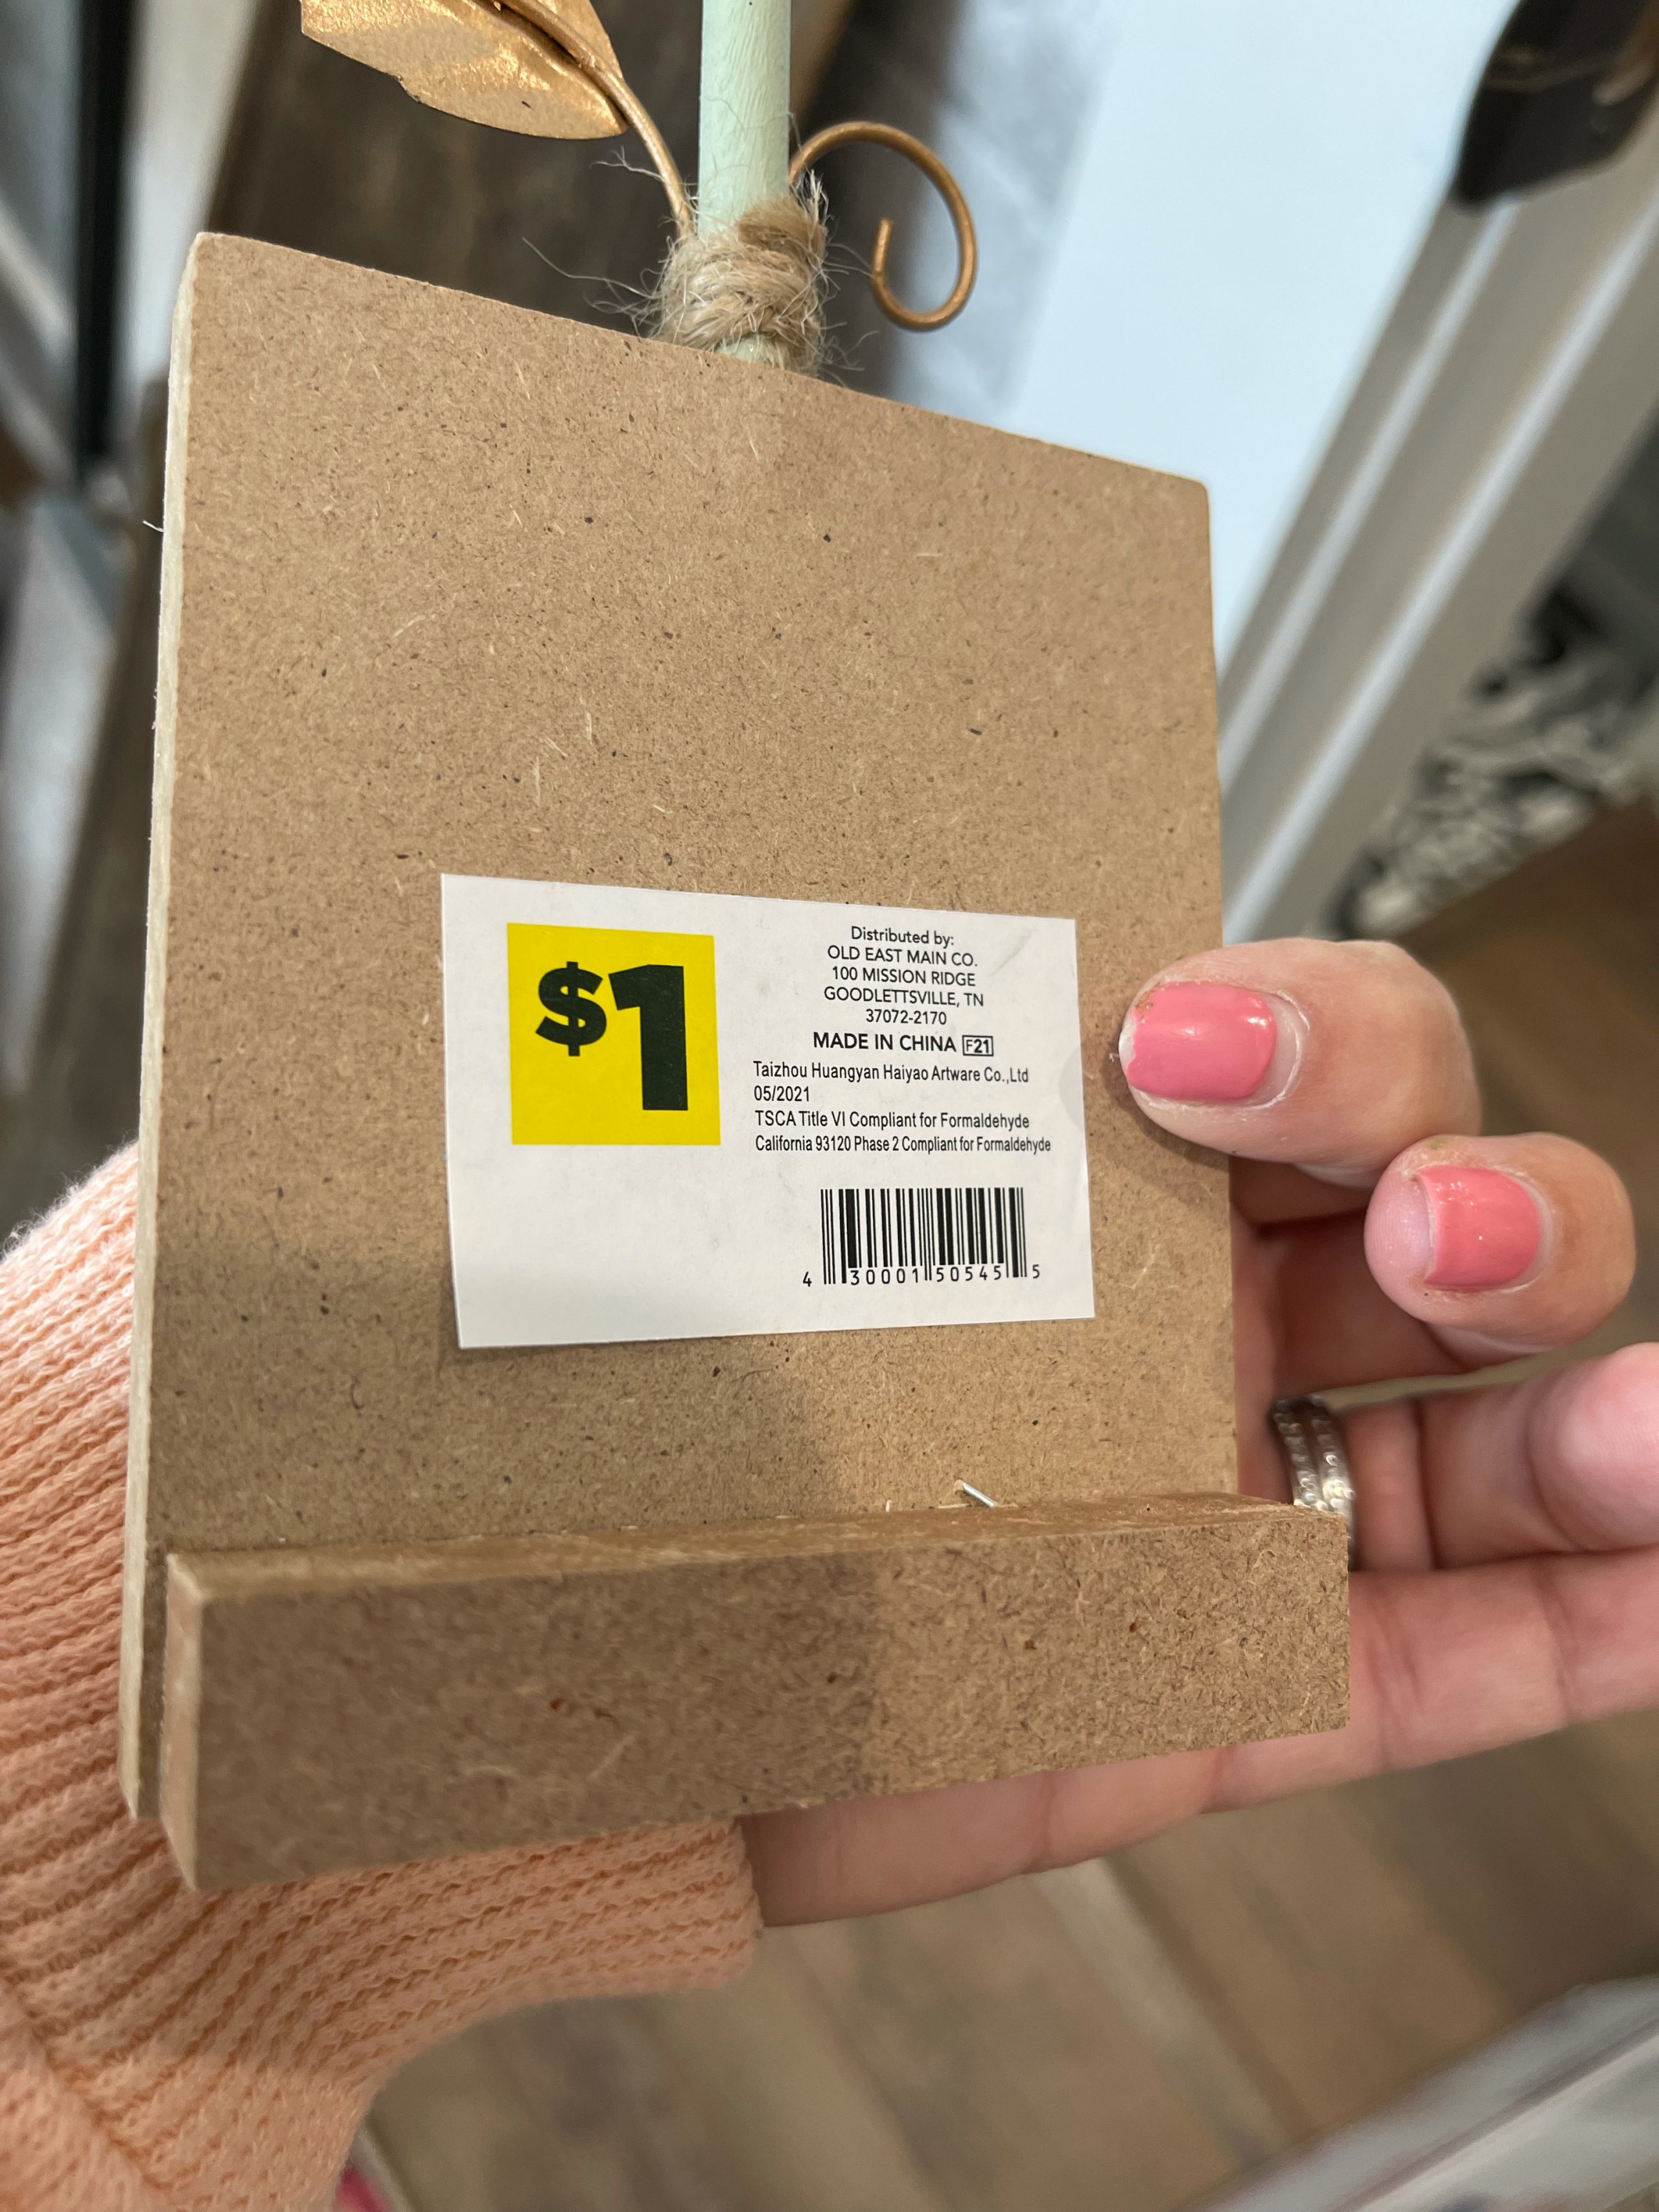 $1
Distributed by:
OLD EAST MAIN CO.
100 MISSION RIDGE
GOODLETTSVILLE, TN
37072-2170
MADE IN CHINA F21
Taizhou Huangyan Haiyao Artware Co.,Ltd
05/2021
TSCA Title VI Compliant for Formaldehyde
California 93120 Phase 2 Compliant for Formaldehyde
4 30001 50545 5